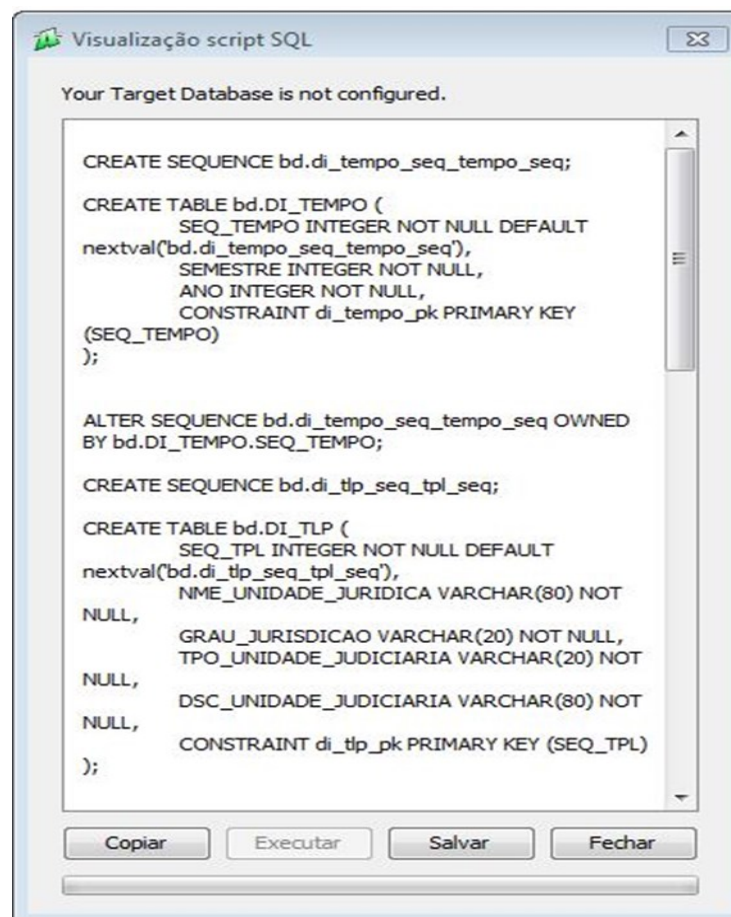 Visualização script SQL
Your Target Database is not configured.
CREATE SEQUENCE bd.di_tempo_seq_tempo_seq;
CREATE TABLE bd.DI_TEMPO (
SEQ_TEMPO INTEGER NOT NULL DEFAULT
nextval('bd.di_tempo_seq_tempo_seq'),
SEMESTRE INTEGER NOT NULL,
ANO INTEGER NOT NULL,
CONSTRAINT di_tempo_pk PRIMARY KEY
(SEQ_TEMPO)
);
ALTER SEQUENCE bd.di_tempo_seq_tempo_seq OWNED
BY bd.DI_TEMPO.SEQ_TEMPO;
CREATE SEQUENCE bd.di_tlp_seq_tpl_seq;
CREATE TABLE bd.DI_TLP (
SEQ_TPL INTEGER NOT NULL DEFAULT
nextval('bd.di_tlp_seq_tpl_seq'),
NME_UNIDADE_JURIDICA VARCHAR(80) NOT
NULL,
GRAU_JURISDICAO VARCHAR(20) NOT NULL,
TPO_UNIDADE_JUDICIARIA VARCHAR(20) NOT
NULL,
DSC_UNIDADE_JUDICIARIA VARCHAR(80) NOT
NULL,
CONSTRAINT di_tlp_pk PRIMARY KEY (SEQ_TPL)
);
Copiar Executar Salvar Fechar